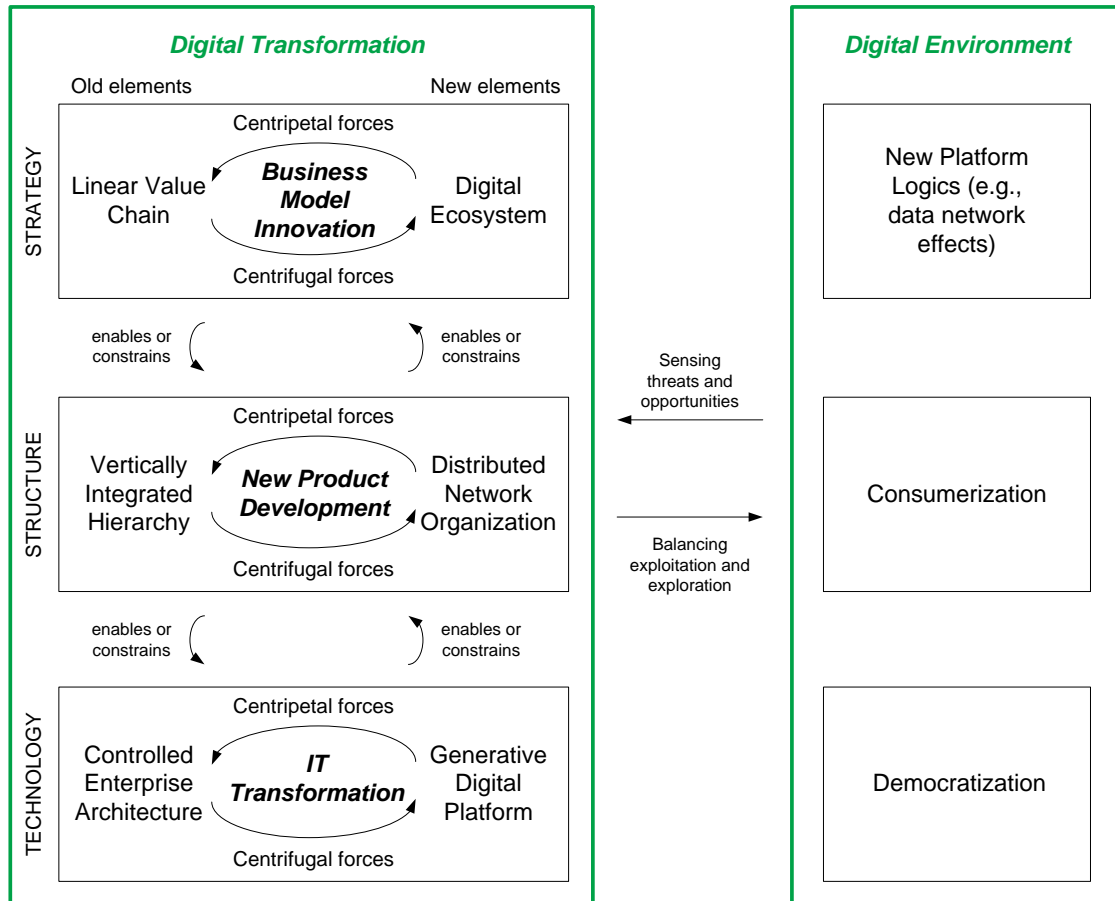 Digital Transformation
Old elements
New elements
STRATEGY
Centripetal forces
Linear Value
Chain
Business
Model
Innovation
Digital
Ecosystem
Centrifugal forces
enables or
constrains
enables or
constrains
STRUCTURE
Centripetal forces
Vertically
Integrated
Hierarchy
New Product
Development
Distributed
Network
Organization
Centrifugal forces
enables or
constrains
enables or
constrains
TECHNOLOGY
Centripetal forces
Controlled
Enterprise
Architecture
IT
Transformation
Generative
Digital
Platform
Centrifugal forces
Sensing
threats and
opportunities
Balancing
exploitation and
exploration
Digital Environment
New Platform
Logics (e.g.,
data network
effects)
Consumerization
Democratization